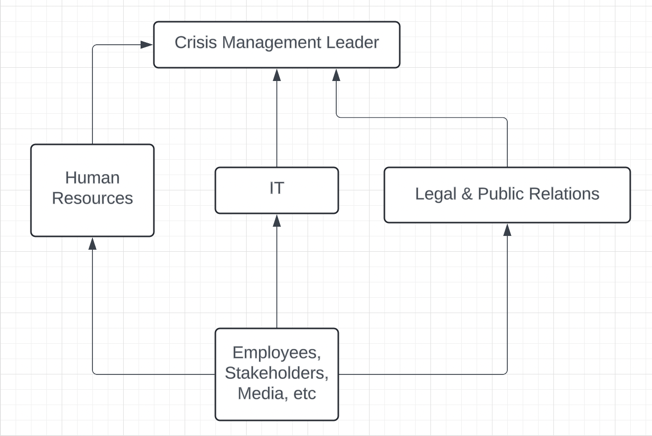 Crisis Management Leader
Human
Resources
IT
Legal & Public Relations
Employees,
Stakeholders,
Media, etc